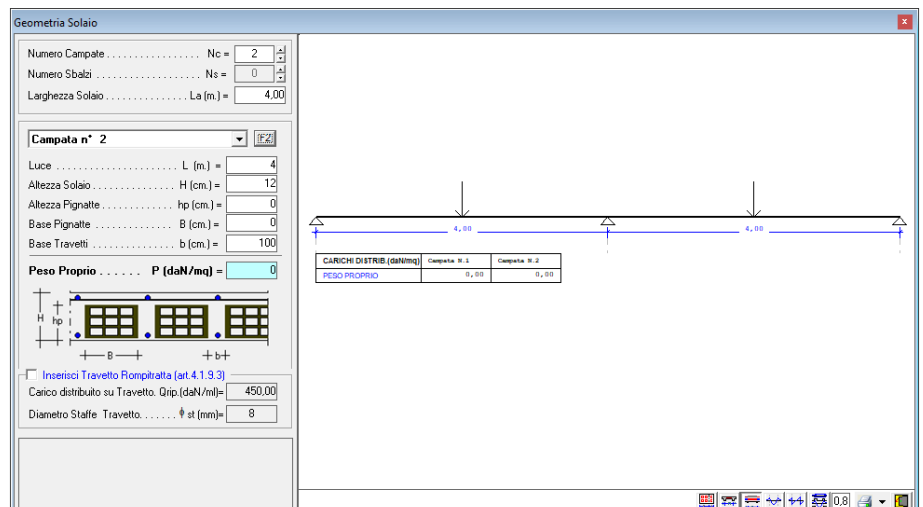 Geometria Solaio
x
Numero Campate . . . . . . . . . . . . . . . . . Nc = 2
Numero Sbalzi . . . . . . . . . . . . . . . . . . . Ns = 0
Larghezza Solaio . . . . . . . . . . . . . . . La (m.) = 4,00
Campata n° 2
F2
Luce . . . . . . . . . . . . . . . . . . . . . . L (m.) = 4
Altezza Solaio . . . . . . . . . . . . . . . H (cm.) = 12
Altezza Pignatte . . . . . . . . . . . . hp (cm.) = 0
Base Pignatte . . . . . . . . . . . . . . . B (cm.) = 0
Base Travetti . . . . . . . . . . . . . . . . b (cm.) = 100
Peso Proprio . . . . . . P (daN/mq) = 0
H hp
B b
Inserisci Travetto Rompitratta (art.4.1.9.3)
Carico distribuito su Travetto. Qrip.(daN/ml)= 450,00
Diametro Staffe Travetto. . . . . . . ϕ st (mm)= 8
4,00 4,00
CARICHI DISTRIB.(daN/mq) Campata N.1 Campata N.2
PESO PROPRIO 0,00 0,00
0,8